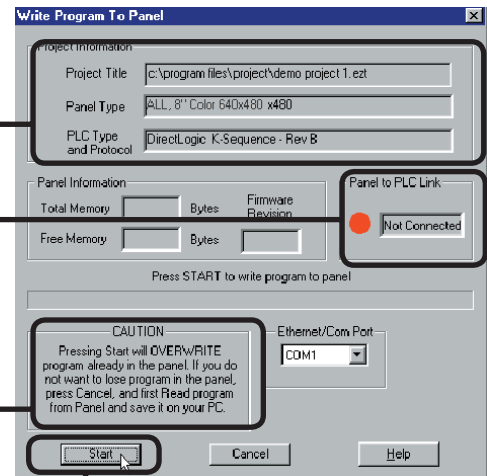 Write Program To Panel
Project Information
Project Title c:\program files\project\demo project 1.ezt
Panel Type ALL, 8" Color 640x480 x480
PLC Type
and Protocol DirectLogic K-Sequence - Rev B
Panel Information
Total Memory Bytes Firmware
Revision
Free Memory Bytes
Panel to PLC Link
Not Connected
Press START to write program to panel
CAUTION
Pressing Start will OVERWRITE
program already in the panel. If you do
not want to lose program in the panel,
press Cancel, and first Read program
from Panel and save it on your PC.
Ethernet/Com Port
COM1
Start Cancel Help